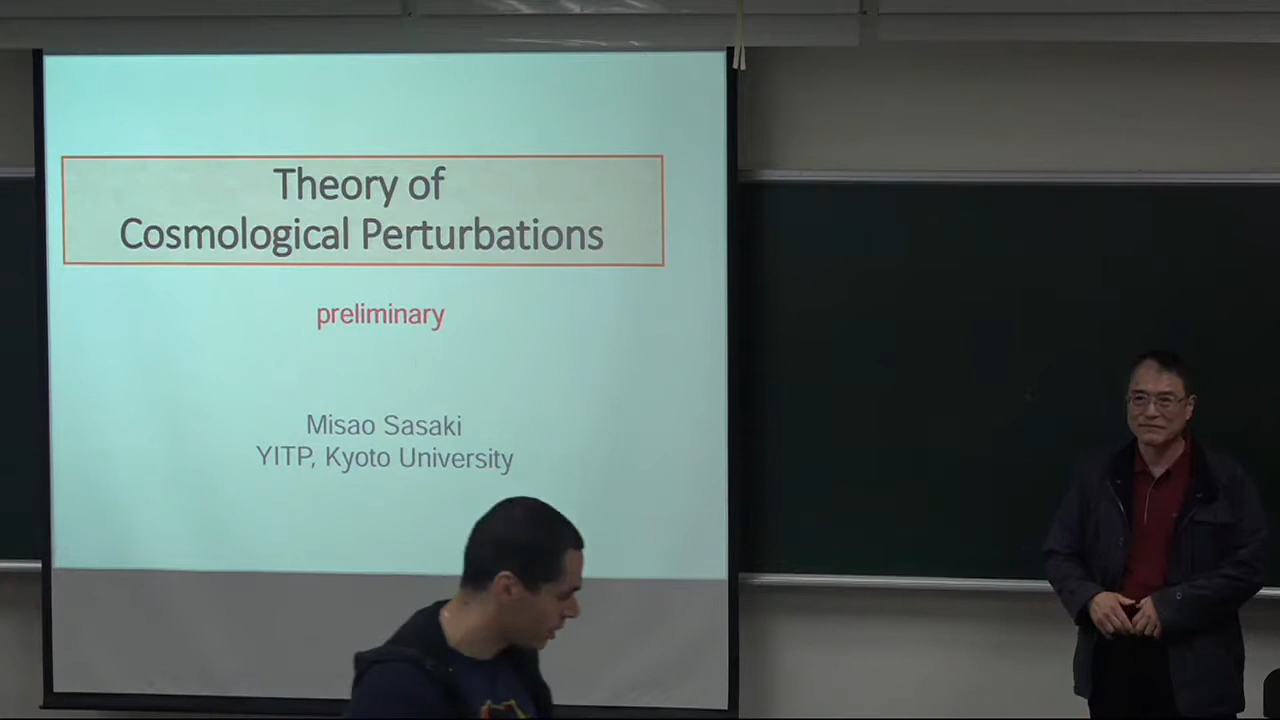 Theory of
Cosmological Perturbations
preliminary
Misao Sasaki
YITP, Kyoto University